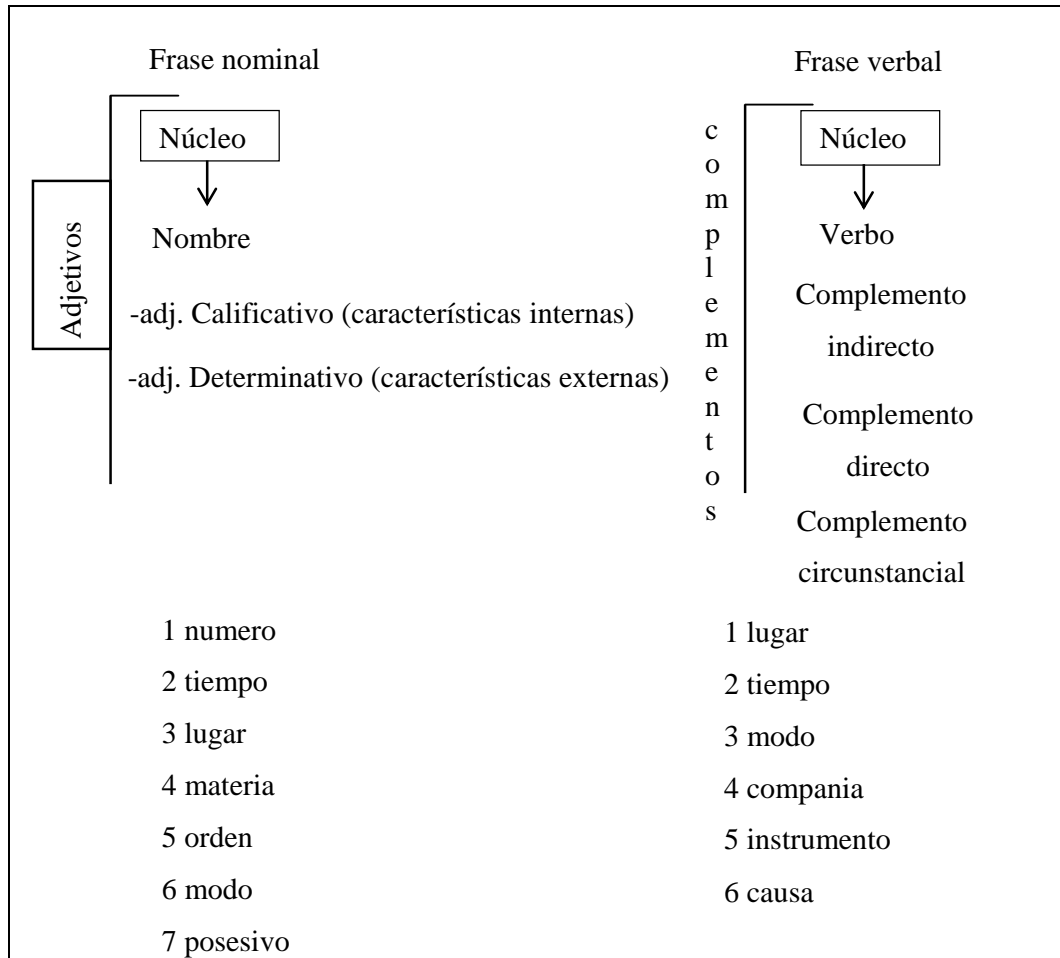 Frase nominal
Núcleo
Nombre
Adjetivos
-adj. Calificativo (características internas)
-adj. Determinativo (características externas)
1 numero
2 tiempo
3 lugar
4 materia
5 orden
6 modo
7 posesivo
Frase verbal
complementos
Núcleo
Verbo
Complemento
indirecto
Complemento
directo
Complemento
circunstancial
1 lugar
2 tiempo
3 modo
4 compania
5 instrumento
6 causa